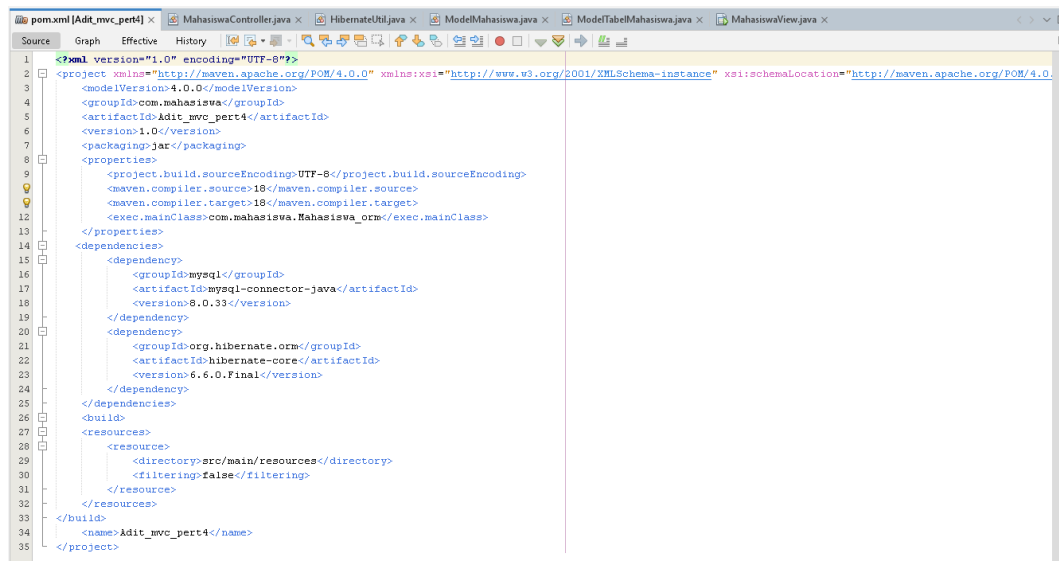 pom.xml [Adit_mvc_pert4] × MahasiswaController.java × HibernateUtil.java × ModelMahasiswa.java × ModelTabelMahasiswa.java × MahasiswaView.java ×
Source Graph Effective History
1 <?xml version="1.0" encoding="UTF-8"?>
2 <project xmlns="http://maven.apache.org/POM/4.0.0" xmlns:xsi="http://www.w3.org/2001/XMLSchema-instance" xsi:schemaLocation="http://maven.apache.org/POM/4.0.
3 <modelVersion>4.0.0</modelVersion>
4 <groupId>com.mahasiswa</groupId>
5 <artifactId>Adit_mvc_pert4</artifactId>
6 <version>1.0</version>
7 <packaging>jar</packaging>
8 <properties>
9 <project.build.sourceEncoding>UTF-8</project.build.sourceEncoding>
<maven.compiler.source>18</maven.compiler.source>
<maven.compiler.target>18</maven.compiler.target>
12 <exec.mainClass>com.mahasiswa.Mahasiswa_orm</exec.mainClass>
13 </properties>
14 <dependencies>
15 <dependency>
16 <groupId>mysql</groupId>
17 <artifactId>mysql-connector-java</artifactId>
18 <version>8.0.33</version>
19 </dependency>
20 <dependency>
21 <groupId>org.hibernate.orm</groupId>
22 <artifactId>hibernate-core</artifactId>
23 <version>6.6.0.Final</version>
24 </dependency>
25 </dependencies>
26 <build>
27 <resources>
28 <resource>
29 <directory>src/main/resources</directory>
30 <filtering>false</filtering>
31 </resource>
32 </resources>
33 </build>
34 <name>Adit_mvc_pert4</name>
35 </project>